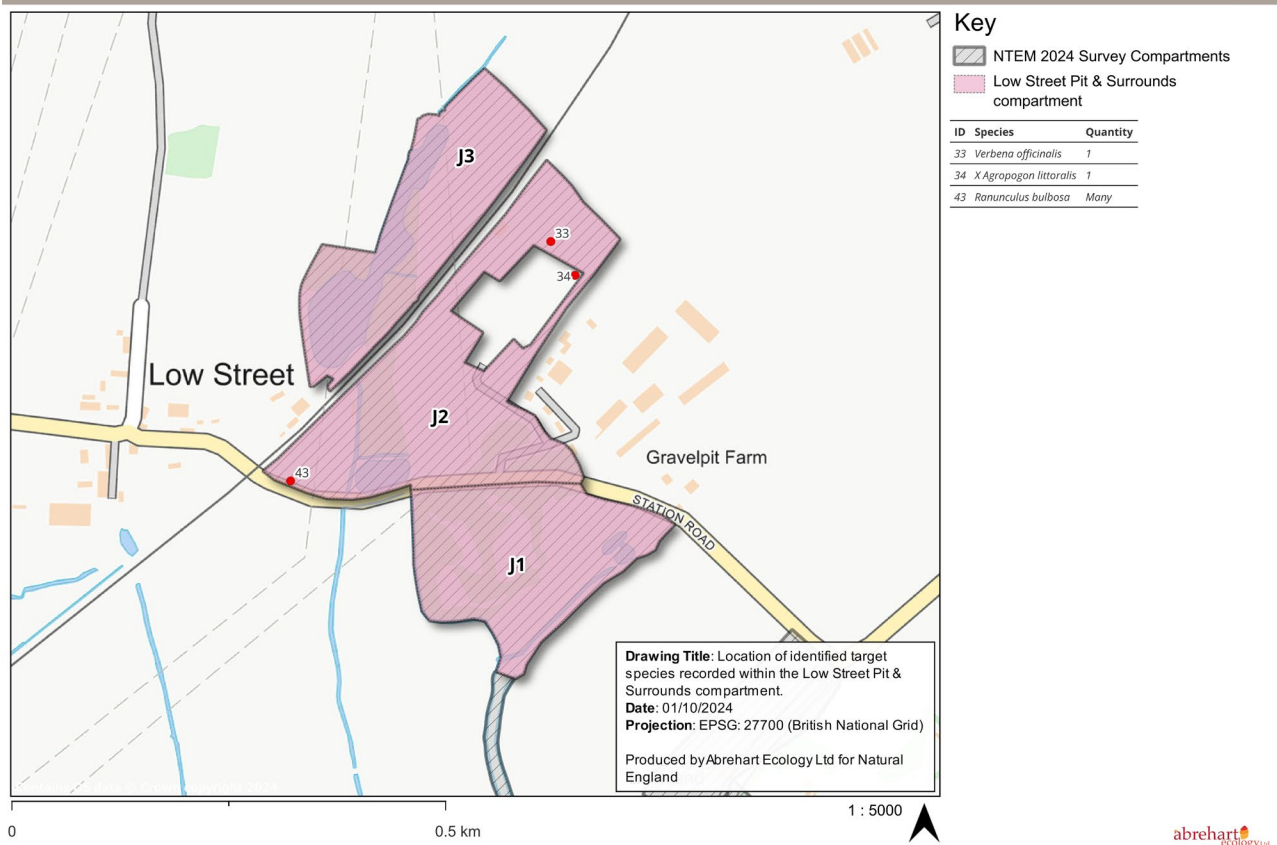 Key
NTEM 2024 Survey Compartments
Low Street Pit & Surrounds
compartment
ID Species Quantity
33 Verbena officinalis 1
34 X Agropogon littoralis 1
43 Ranunculus bulbosa Many
J3
33
34
Low Street
J2
43
Gravelpit Farm
STATION ROAD
J1
Drawing Title: Location of identified target
species recorded within the Low Street Pit &
Surrounds compartment.
Date: 01/10/2024
Projection: EPSG: 27700 (British National Grid)
Produced by Abrehart Ecology Ltd for Natural
England
0
0.5 km
1 : 5000
abrehart
ecology Ltd.